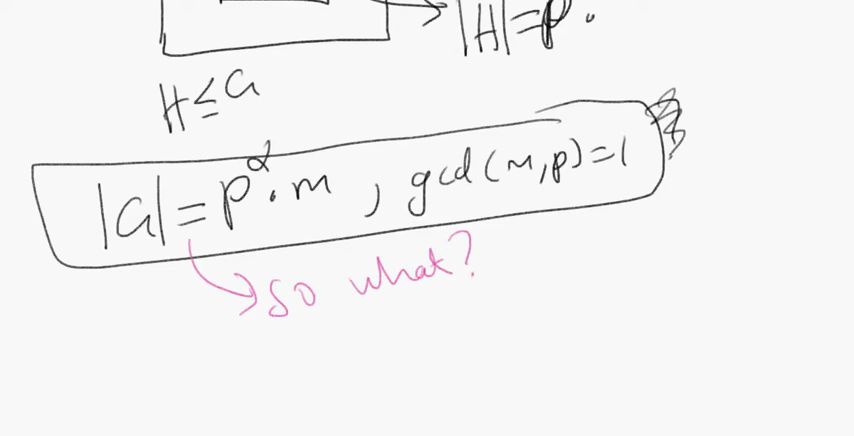 |H|=p.
H≤G
|G|=p^α·m, gcd(m,p)=1
so what?